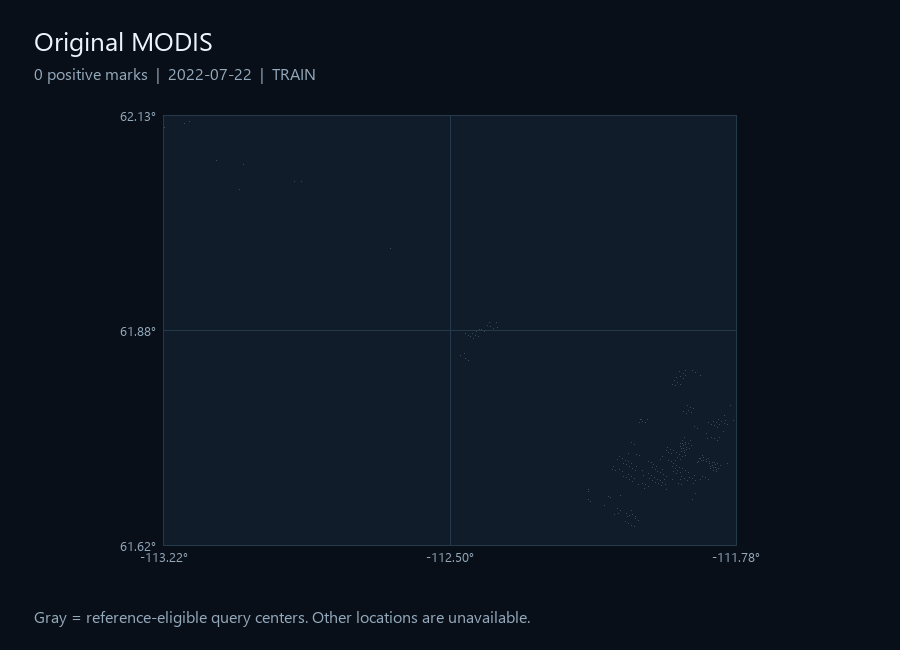 Original MODIS
0 positive marks | 2022-07-22 | TRAIN
62.13°
61.88°
61.62°
-113.22° -112.50° -111.78°
Gray = reference-eligible query centers. Other locations are unavailable.